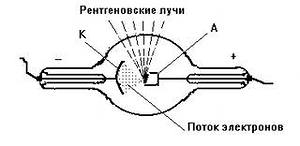 Рентгеновские лучи
К
А
–
+
Поток электронов